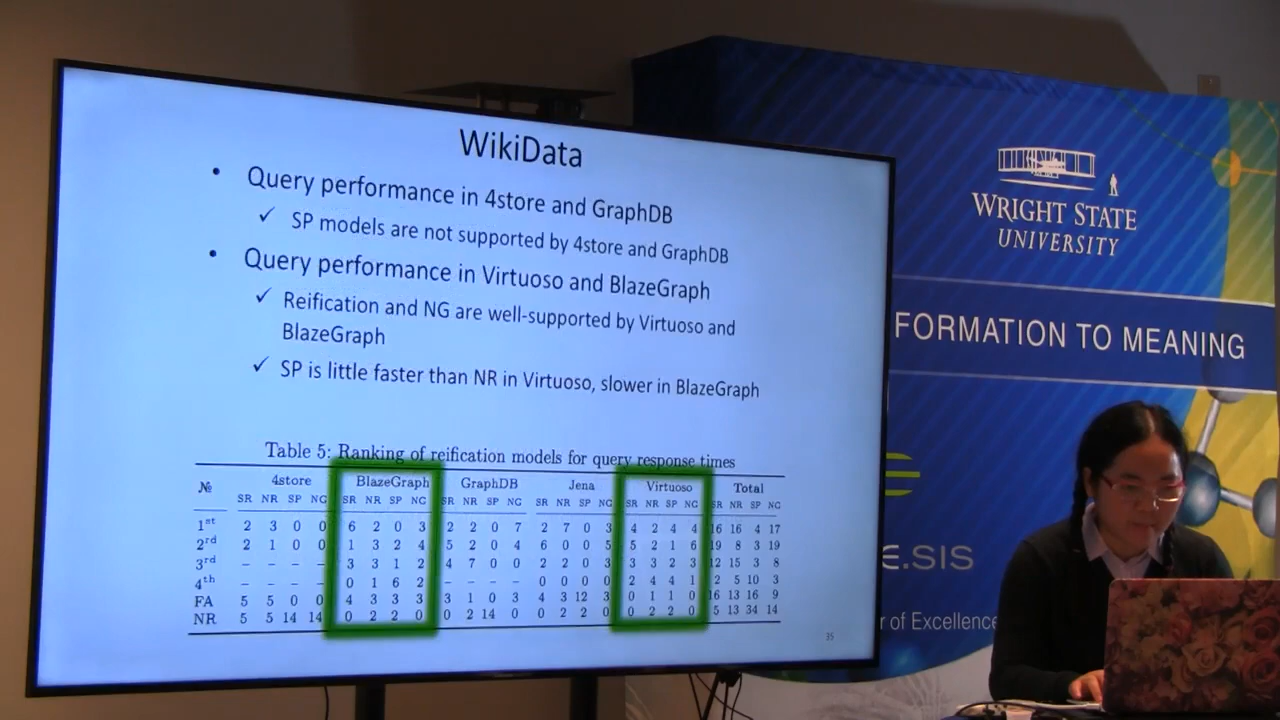 WikiData
• Query performance in 4store and GraphDB
✓ SP models are not supported by 4store and GraphDB
• Query performance in Virtuoso and BlazeGraph
✓ Reification and NG are well-supported by Virtuoso and
BlazeGraph
✓ SP is little faster than NR in Virtuoso, slower in BlazeGraph
Table 5: Ranking of reification models for query response times
№ 4store BlazeGraph GraphDB Jena Virtuoso Total
SR NR SP NG SR NR SP NG SR NR SP NG SR NR SP NG SR NR SP NG SR NR SP NG
1st 2 3 0 0 6 2 0 3 2 2 0 7 2 7 0 3 4 2 4 4 16 16 4 17
2rd 2 1 0 0 1 3 2 4 5 2 0 4 6 0 0 5 5 2 1 6 19 8 3 19
3rd – – – – 3 3 1 2 4 7 0 0 2 2 0 3 3 3 2 3 12 15 3 8
4th – – – – 0 1 6 2 – – – – 0 0 0 0 2 4 4 1 2 5 10 3
FA 5 5 0 0 4 3 3 3 3 1 0 3 4 3 12 3 0 1 1 0 16 13 16 9
NR 5 5 14 14 0 2 2 0 0 2 14 0 0 2 2 0 0 2 2 0 5 13 34 14
35
WRIGHT STATE
UNIVERSITY
FORMATION TO MEANING
E.SIS
r of Excellence